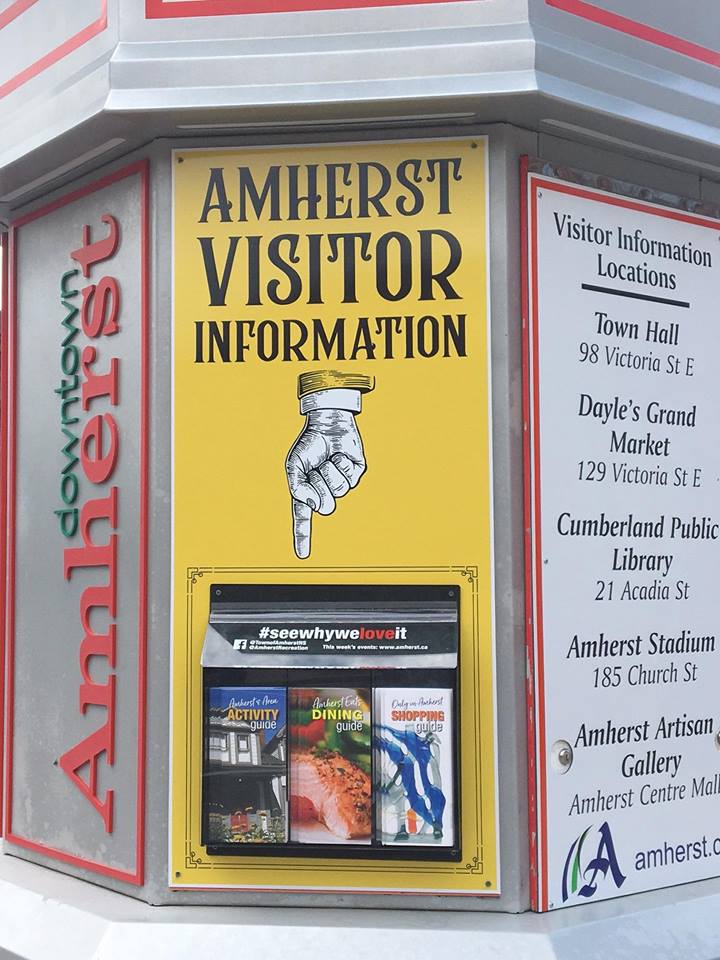 downtown
Amherst
AMHERST
VISITOR
INFORMATION
#seewhyweloveit
@TownofAmherstNS
@AmherstRecreation
This week's events: www.amherst.ca
Amherst & Area
ACTIVITY
guide
Amherst Eats
DINING
guide
Only in Amherst
SHOPPING
guide
Visitor Information
Locations
Town Hall
98 Victoria St E
Dayle's Grand
Market
129 Victoria St E
Cumberland Public
Library
21 Acadia St
Amherst Stadium
185 Church St
Amherst Artisan
Gallery
Amherst Centre Mall
A amherst.c